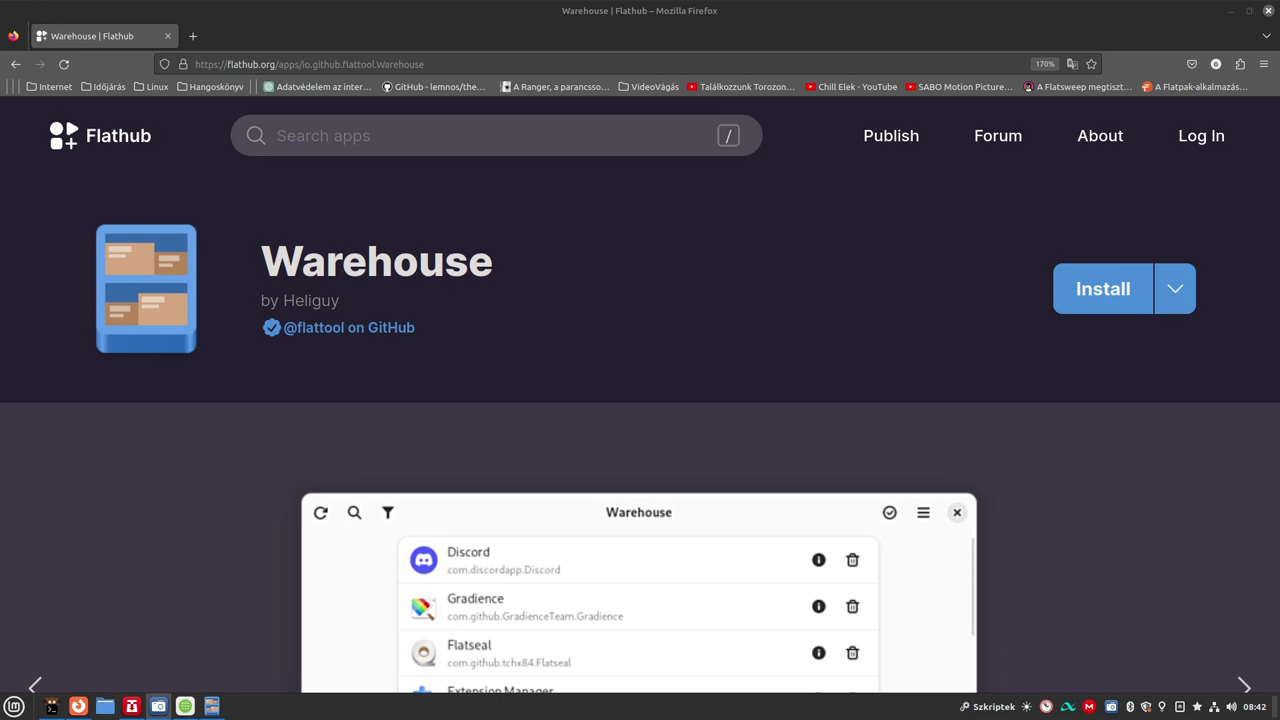 Warehouse | Flathub – Mozilla Firefox
Warehouse | Flathub
https://flathub.org/apps/io.github.flattool.Warehouse
170%
Internet
Időjárás
Linux
Hangoskönyv
Adatvédelem az inter…
GitHub - lemnos/the…
A Ranger, a parancsso…
VideoVágás
Találkozzunk Torozon…
Chill Elek - YouTube
SABO Motion Picture…
A Flatsweep megtiszt…
A Flatpak-alkalmazás…
Flathub
Search apps
/
Publish
Forum
About
Log In
Warehouse
by Heliguy
@flattool on GitHub
Install
Warehouse
Discord
com.discordapp.Discord
Gradience
com.github.GradienceTeam.Gradience
Flatseal
com.github.tchx84.Flatseal
Extension Manager
Szkriptek
08:42